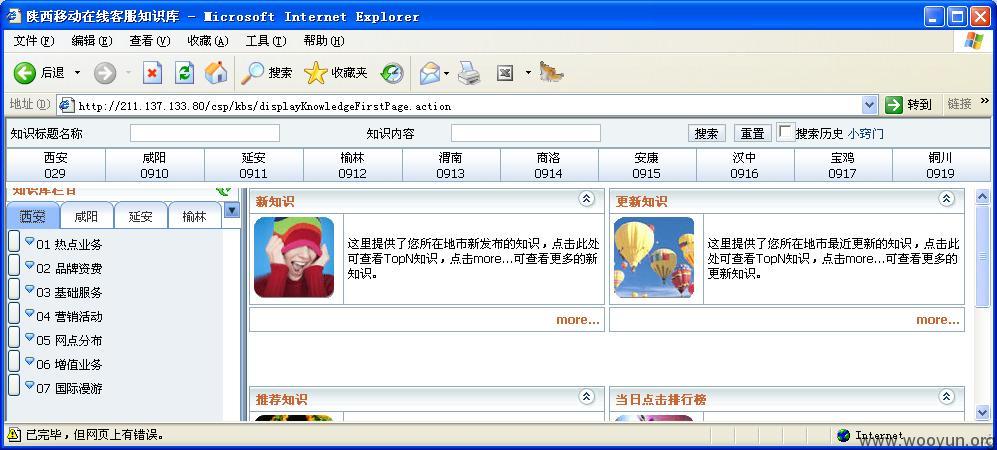 陕西移动在线客服知识库 - Microsoft Internet Explorer
文件(F) 编辑(E) 查看(V) 收藏(A) 工具(T) 帮助(H)
后退 搜索 收藏夹
地址(D) http://211.137.133.80/csp/kbs/displayKnowledgeFirstPage.action 转到 链接 »
知识标题名称 知识内容 搜索 重置 搜索历史 小窍门
西安 咸阳 延安 榆林 渭南 商洛 安康 汉中 宝鸡 铜川
029 0910 0911 0912 0913 0914 0915 0916 0917 0919
知识库栏目
西安 咸阳 延安 榆林
01 热点业务
02 品牌资费
03 基础服务
04 营销活动
05 网点分布
06 增值业务
07 国际漫游
新知识
这里提供了您所在地市新发布的知识，点击此处
可查看TopN知识，点击more...可查看更多的新
知识。
more...
更新知识
这里提供了您所在地市最近更新的知识，点击此
处可查看TopN知识，点击more...可查看更多的
更新知识。
more...
推荐知识
当日点击排行榜
已完毕，但网页上有错误。 Internet
www.wooyun.org